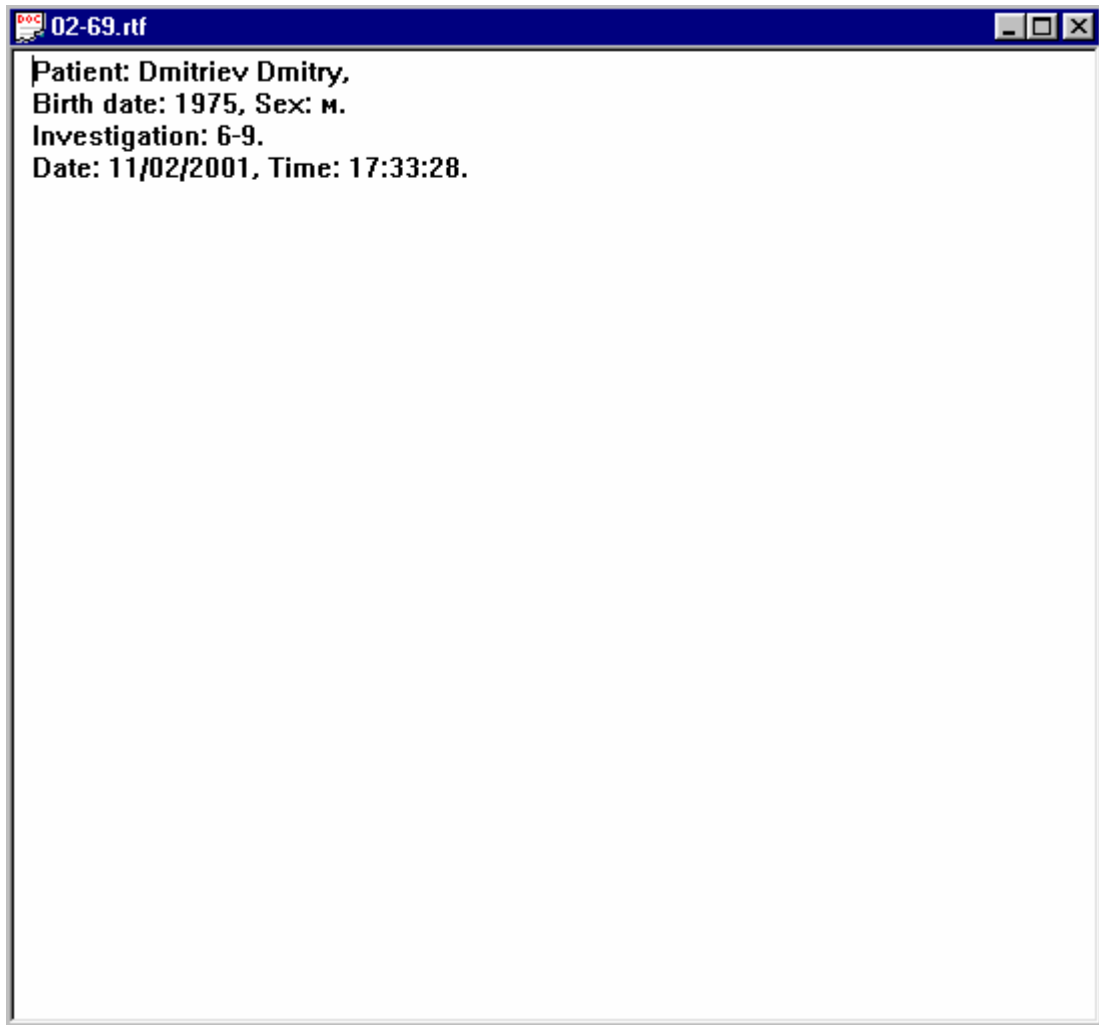 DOC 02-69.rtf
Patient: Dmitriev Dmitry,
Birth date: 1975, Sex: м.
Investigation: 6-9.
Date: 11/02/2001, Time: 17:33:28.